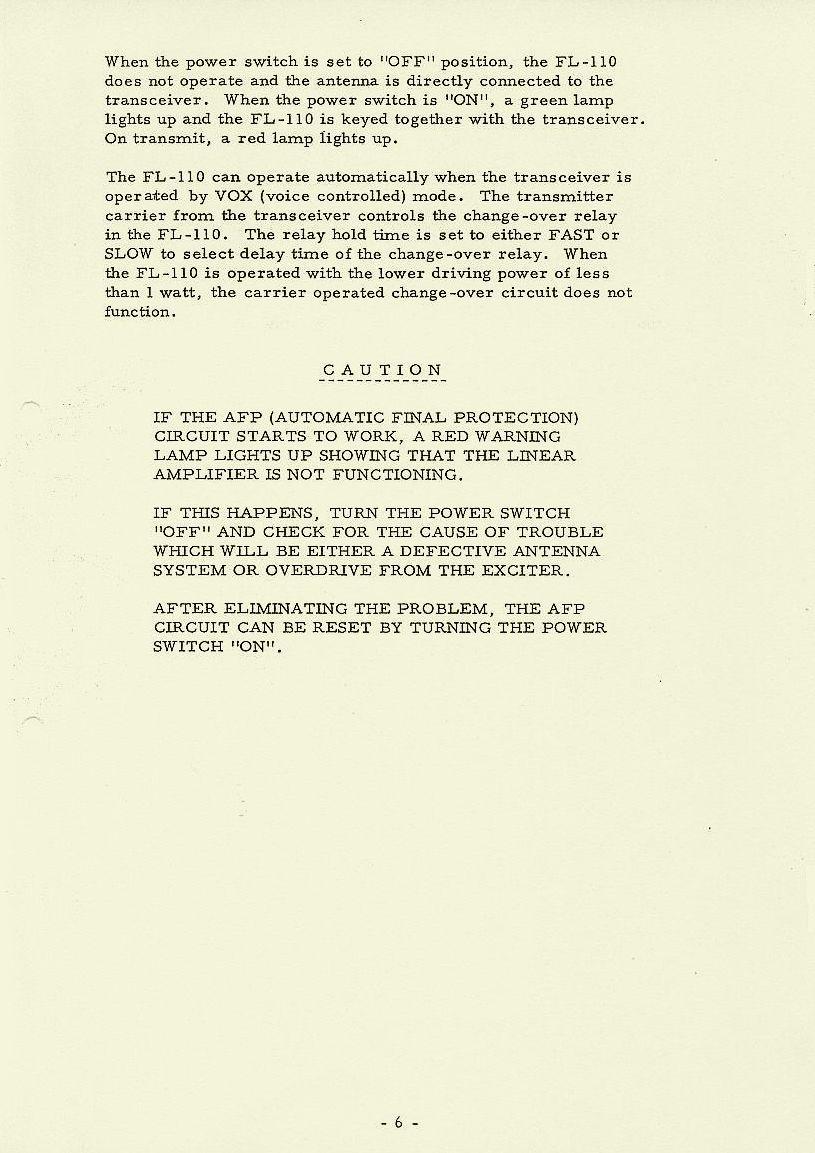 When the power switch is set to "OFF" position, the FL-110
does not operate and the antenna is directly connected to the
transceiver. When the power switch is "ON", a green lamp
lights up and the FL-110 is keyed together with the transceiver.
On transmit, a red lamp lights up.
The FL-110 can operate automatically when the transceiver is
operated by VOX (voice controlled) mode. The transmitter
carrier from the transceiver controls the change-over relay
in the FL-110. The relay hold time is set to either FAST or
SLOW to select delay time of the change-over relay. When
the FL-110 is operated with the lower driving power of less
than 1 watt, the carrier operated change-over circuit does not
function.
CAUTION
IF THE AFP (AUTOMATIC FINAL PROTECTION)
CIRCUIT STARTS TO WORK, A RED WARNING
LAMP LIGHTS UP SHOWING THAT THE LINEAR
AMPLIFIER IS NOT FUNCTIONING.
IF THIS HAPPENS, TURN THE POWER SWITCH
"OFF" AND CHECK FOR THE CAUSE OF TROUBLE
WHICH WILL BE EITHER A DEFECTIVE ANTENNA
SYSTEM OR OVERDRIVE FROM THE EXCITER.
AFTER ELIMINATING THE PROBLEM, THE AFP
CIRCUIT CAN BE RESET BY TURNING THE POWER
SWITCH "ON".
- 6 -